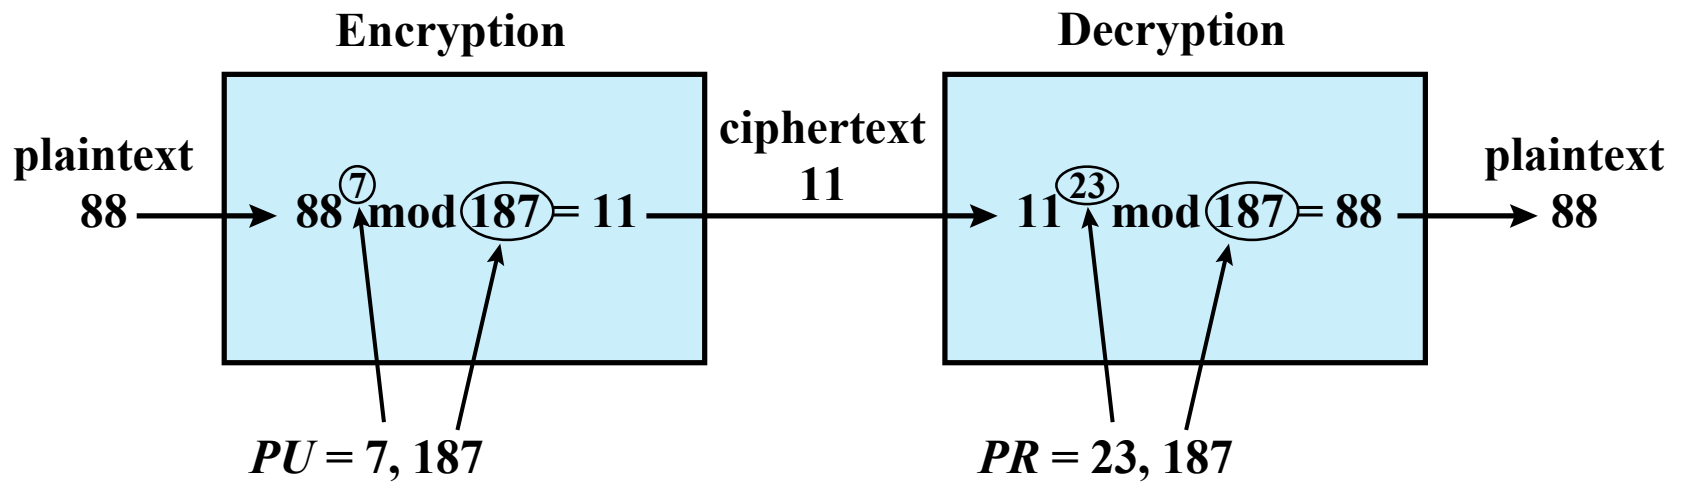 Encryption
Decryption
plaintext
88
88^7 mod 187 = 11
ciphertext
11
11^23 mod 187 = 88
plaintext
88
PU = 7, 187
PR = 23, 187